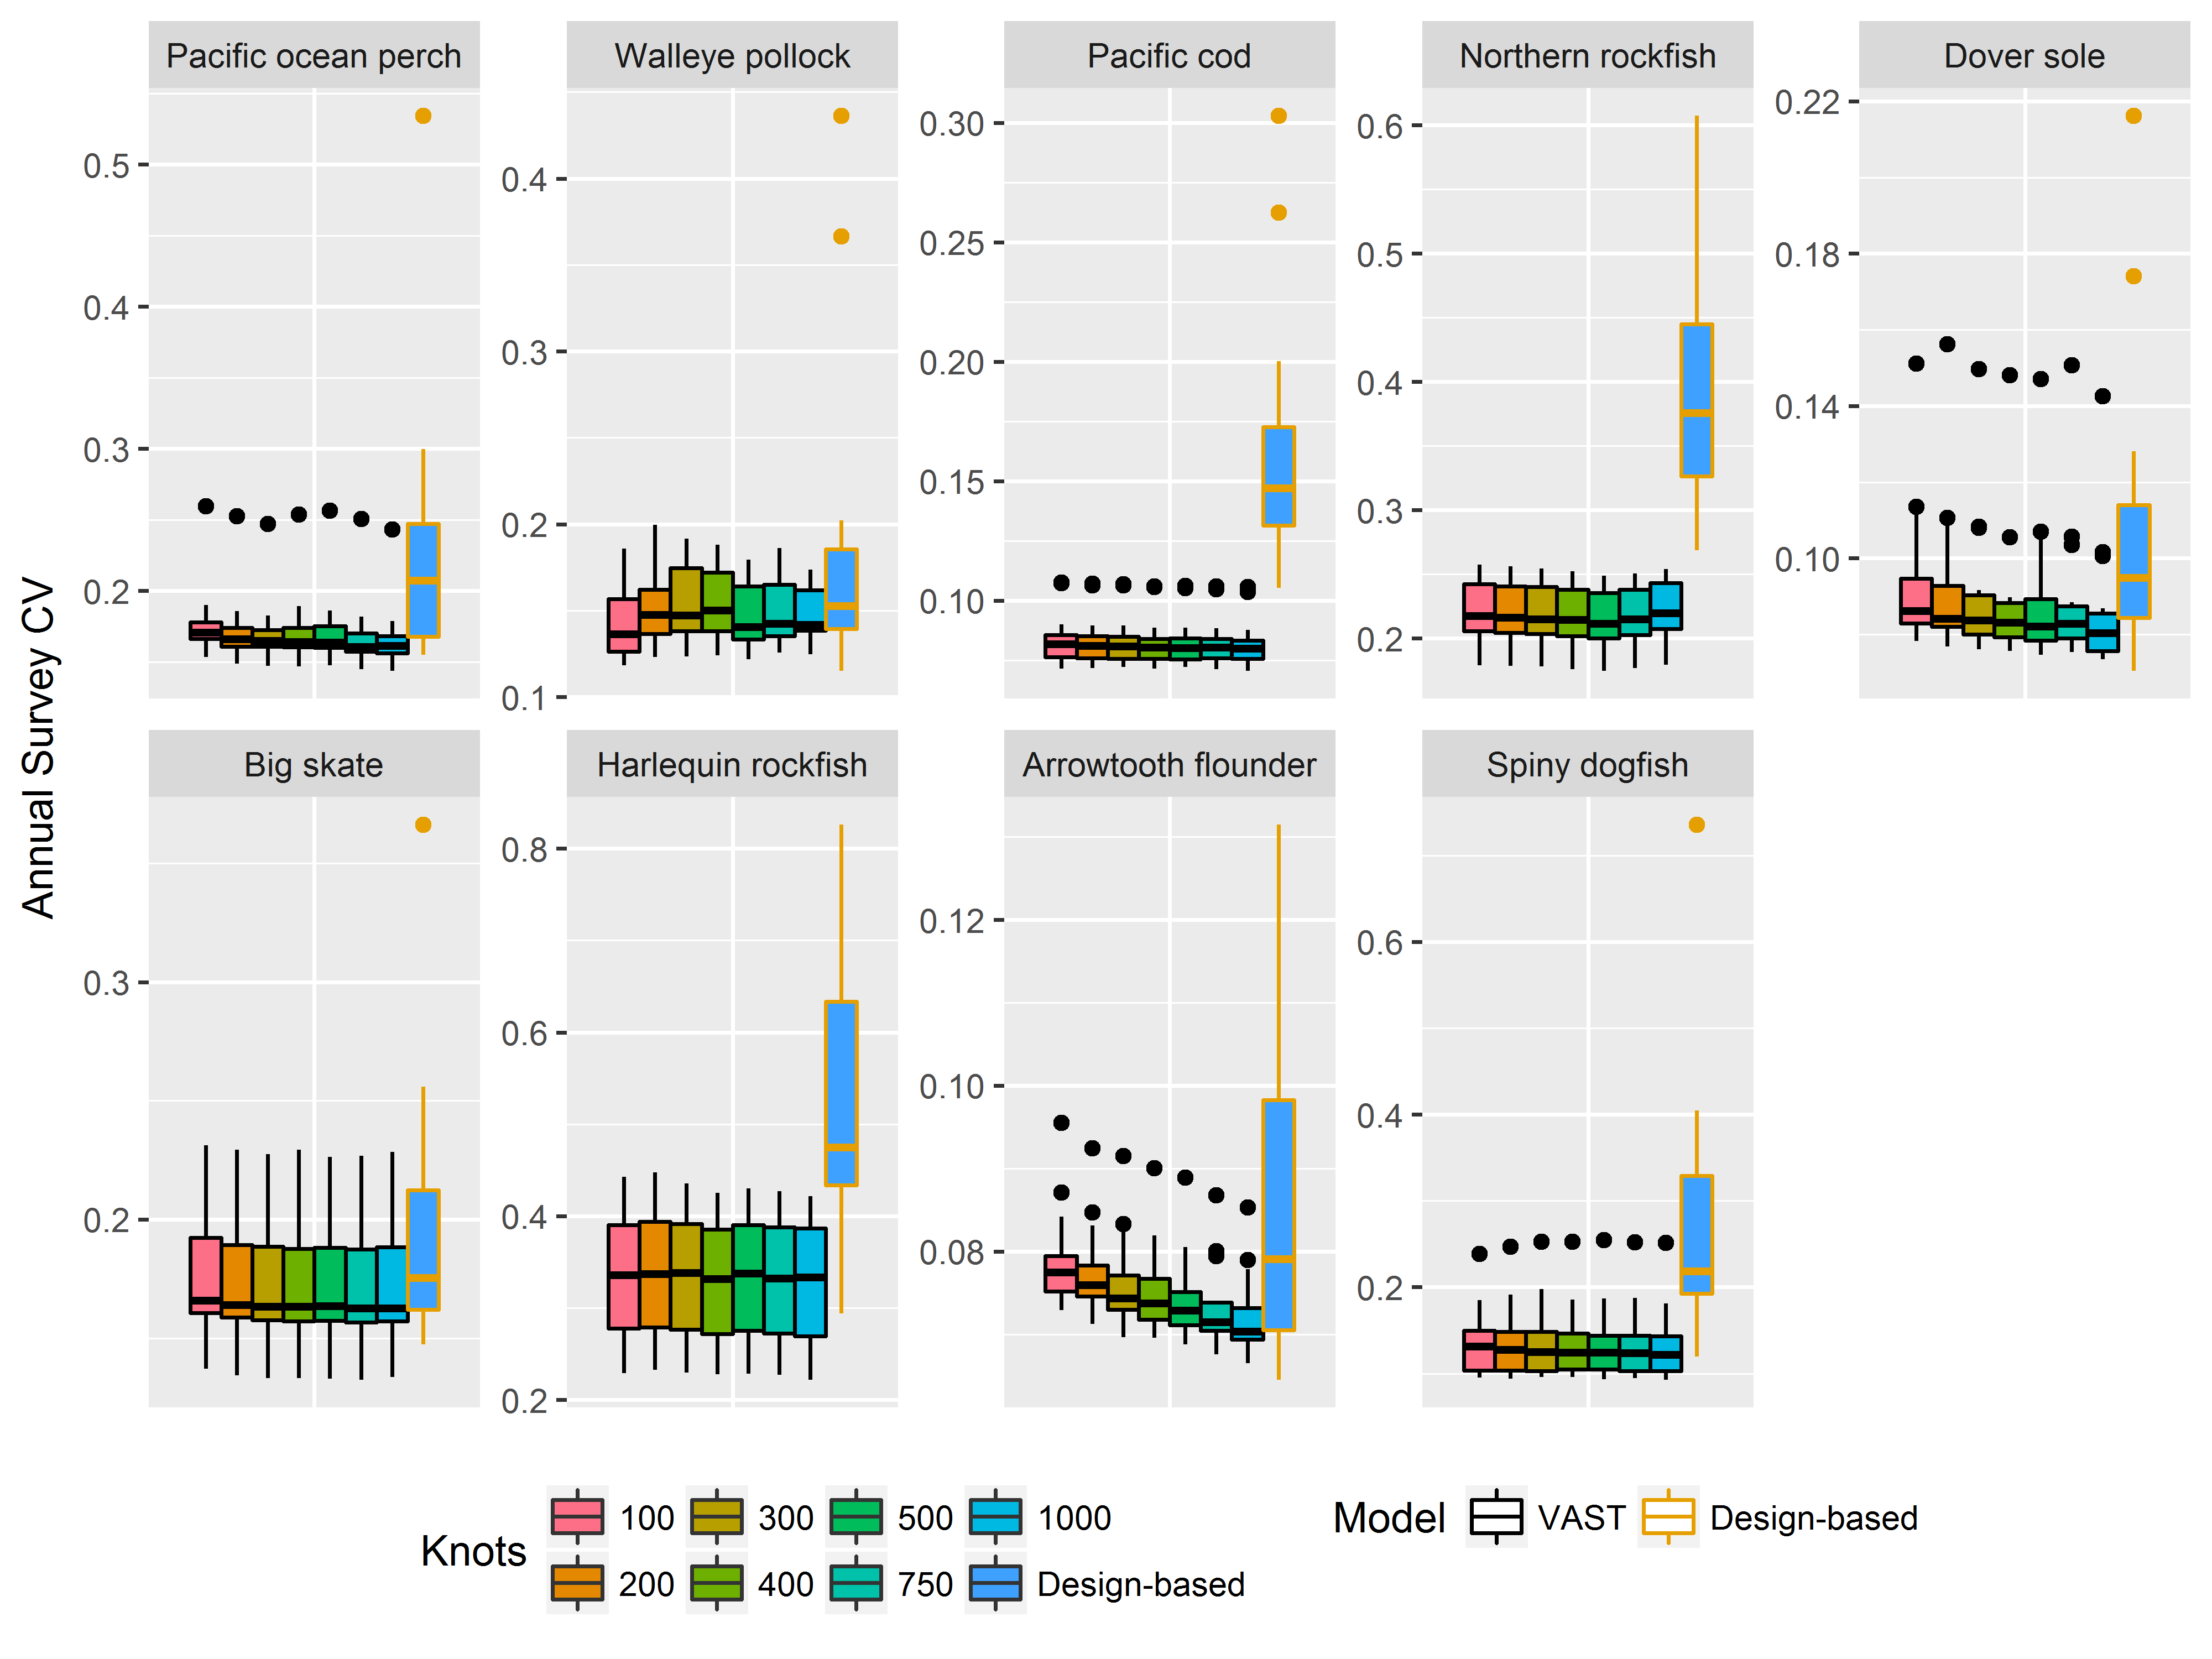 Pacific ocean perch
Walleye pollock
Pacific cod
Northern rockfish
Dover sole
0.5
0.4
0.3
0.2
0.4
0.3
0.2
0.1
0.30
0.25
0.20
0.15
0.10
0.6
0.5
0.4
0.3
0.2
0.22
0.18
0.14
0.10
Annual Survey CV
Big skate
Harlequin rockfish
Arrowtooth flounder
Spiny dogfish
0.3
0.2
0.8
0.6
0.4
0.2
0.12
0.10
0.08
0.6
0.4
0.2
Knots
100
300
500
1000
200
400
750
Design-based
Model
VAST
Design-based